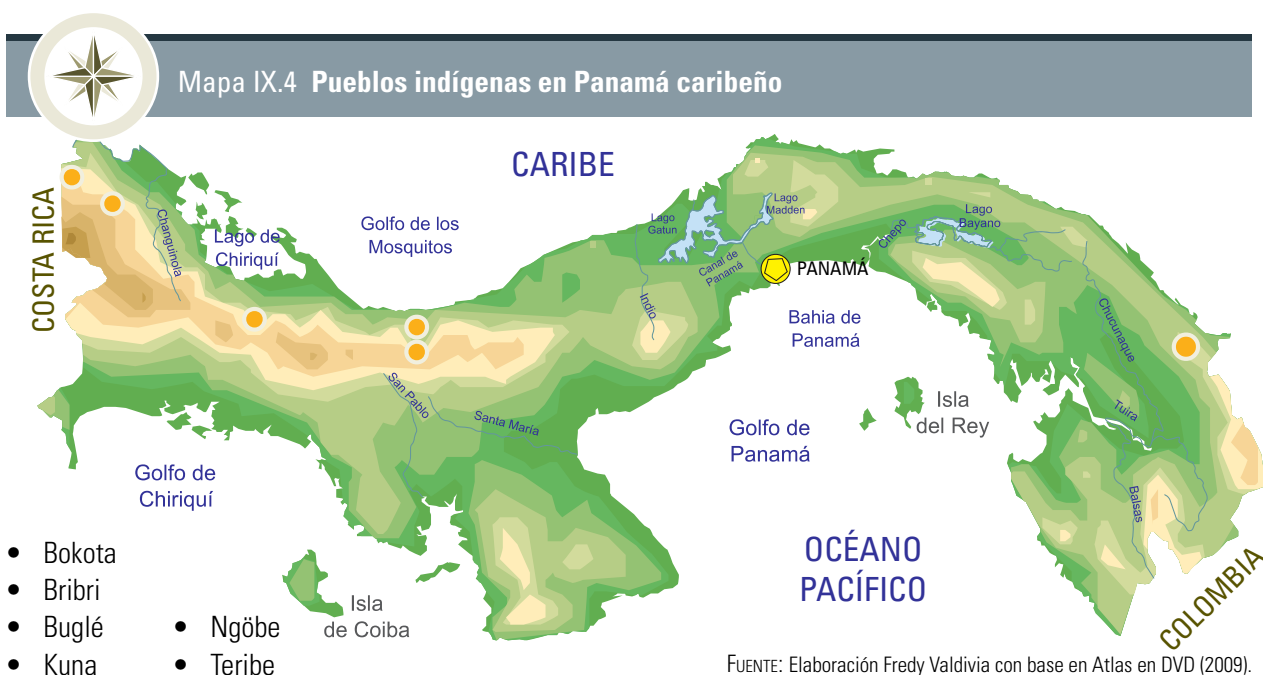 Mapa IX.4 Pueblos indígenas en Panamá caribeño
CARIBE
COSTA RICA
Changuinola
Lago de
Chiriquí
Golfo de los
Mosquitos
Lago
Gatun
Lago
Madden
Canal de
Panamá
Indio
PANAMÁ
Chepo
Lago
Bayano
Bahia de
Panamá
Chucunaque
Isla
del Rey
Tuira
San Pablo
Santa María
Golfo de
Panamá
Golfo de
Chiriquí
Balsas
OCÉANO
PACÍFICO
COLOMBIA
Isla
de Coiba
• Bokota
• Bribri
• Buglé
• Kuna
• Ngöbe
• Teribe
FUENTE: Elaboración Fredy Valdivia con base en Atlas en DVD (2009).